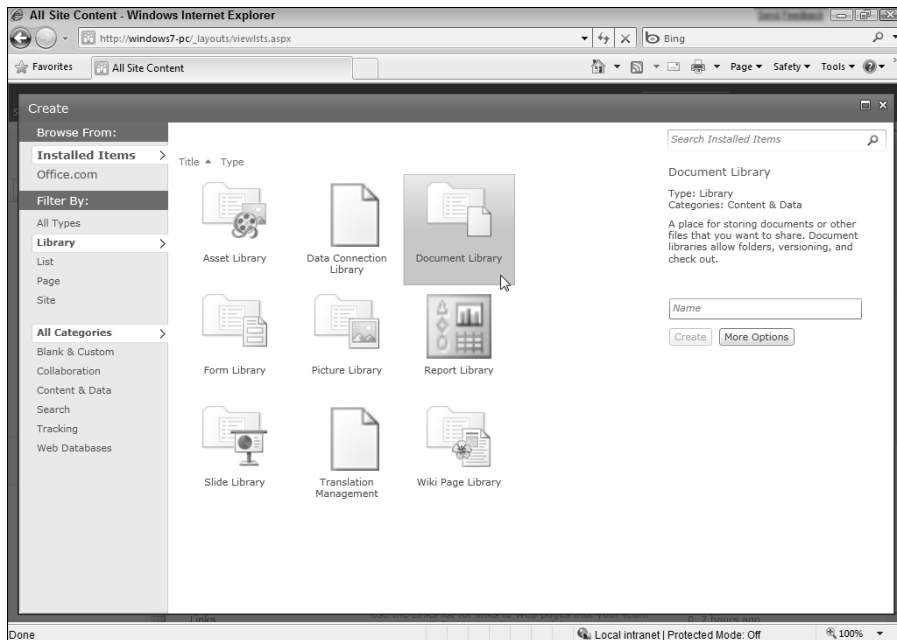 All Site Content - Windows Internet Explorer
http://windows7-pc/_layouts/viewlsts.aspx
Bing
Favorites
All Site Content
Page
Safety
Tools
Create
Browse From:
Installed Items
Office.com
Filter By:
All Types
Library
List
Page
Site
All Categories
Blank & Custom
Collaboration
Content & Data
Search
Tracking
Web Databases
Title Type
Asset Library
Data Connection
Library
Document Library
Form Library
Picture Library
Report Library
Slide Library
Translation
Management
Wiki Page Library
Search Installed Items
Document Library
Type: Library
Categories: Content & Data
A place for storing documents or other
files that you want to share. Document
libraries allow folders, versioning, and
check out.
Name
Create
More Options
Links
Done
Local intranet | Protected Mode: Off
100%